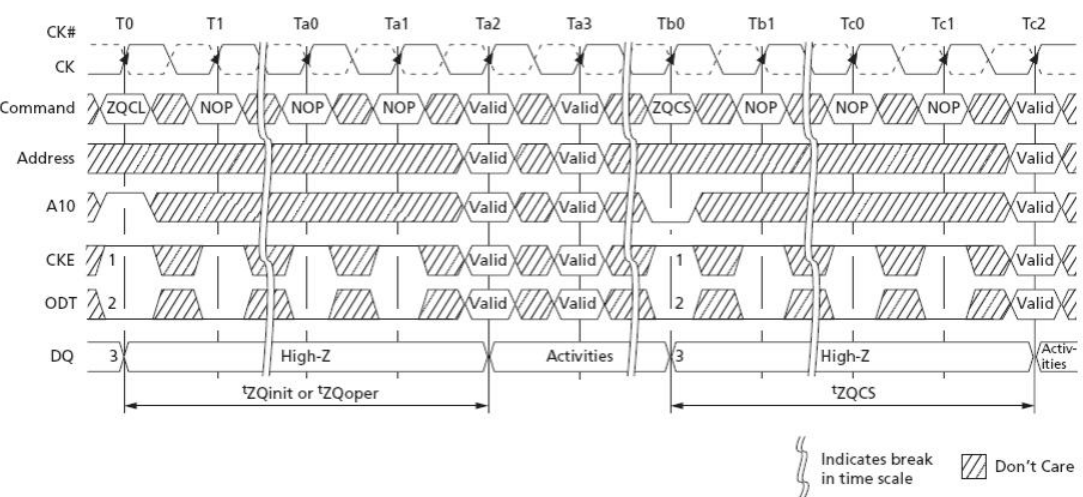 T0 T1 Ta0 Ta1 Ta2 Ta3 Tb0 Tb1 Tc0 Tc1 Tc2
CK#
CK
Command ZQCL NOP NOP NOP Valid Valid ZQCS NOP NOP NOP Valid
Address Valid Valid Valid
A10 Valid Valid Valid
CKE 1 Valid Valid 1 Valid
ODT 2 Valid Valid 2 Valid
DQ 3 High-Z Activities 3 High-Z Activ-
ities
tZQinit or tZQoper tZQCS
Indicates break
in time scale
Don't Care